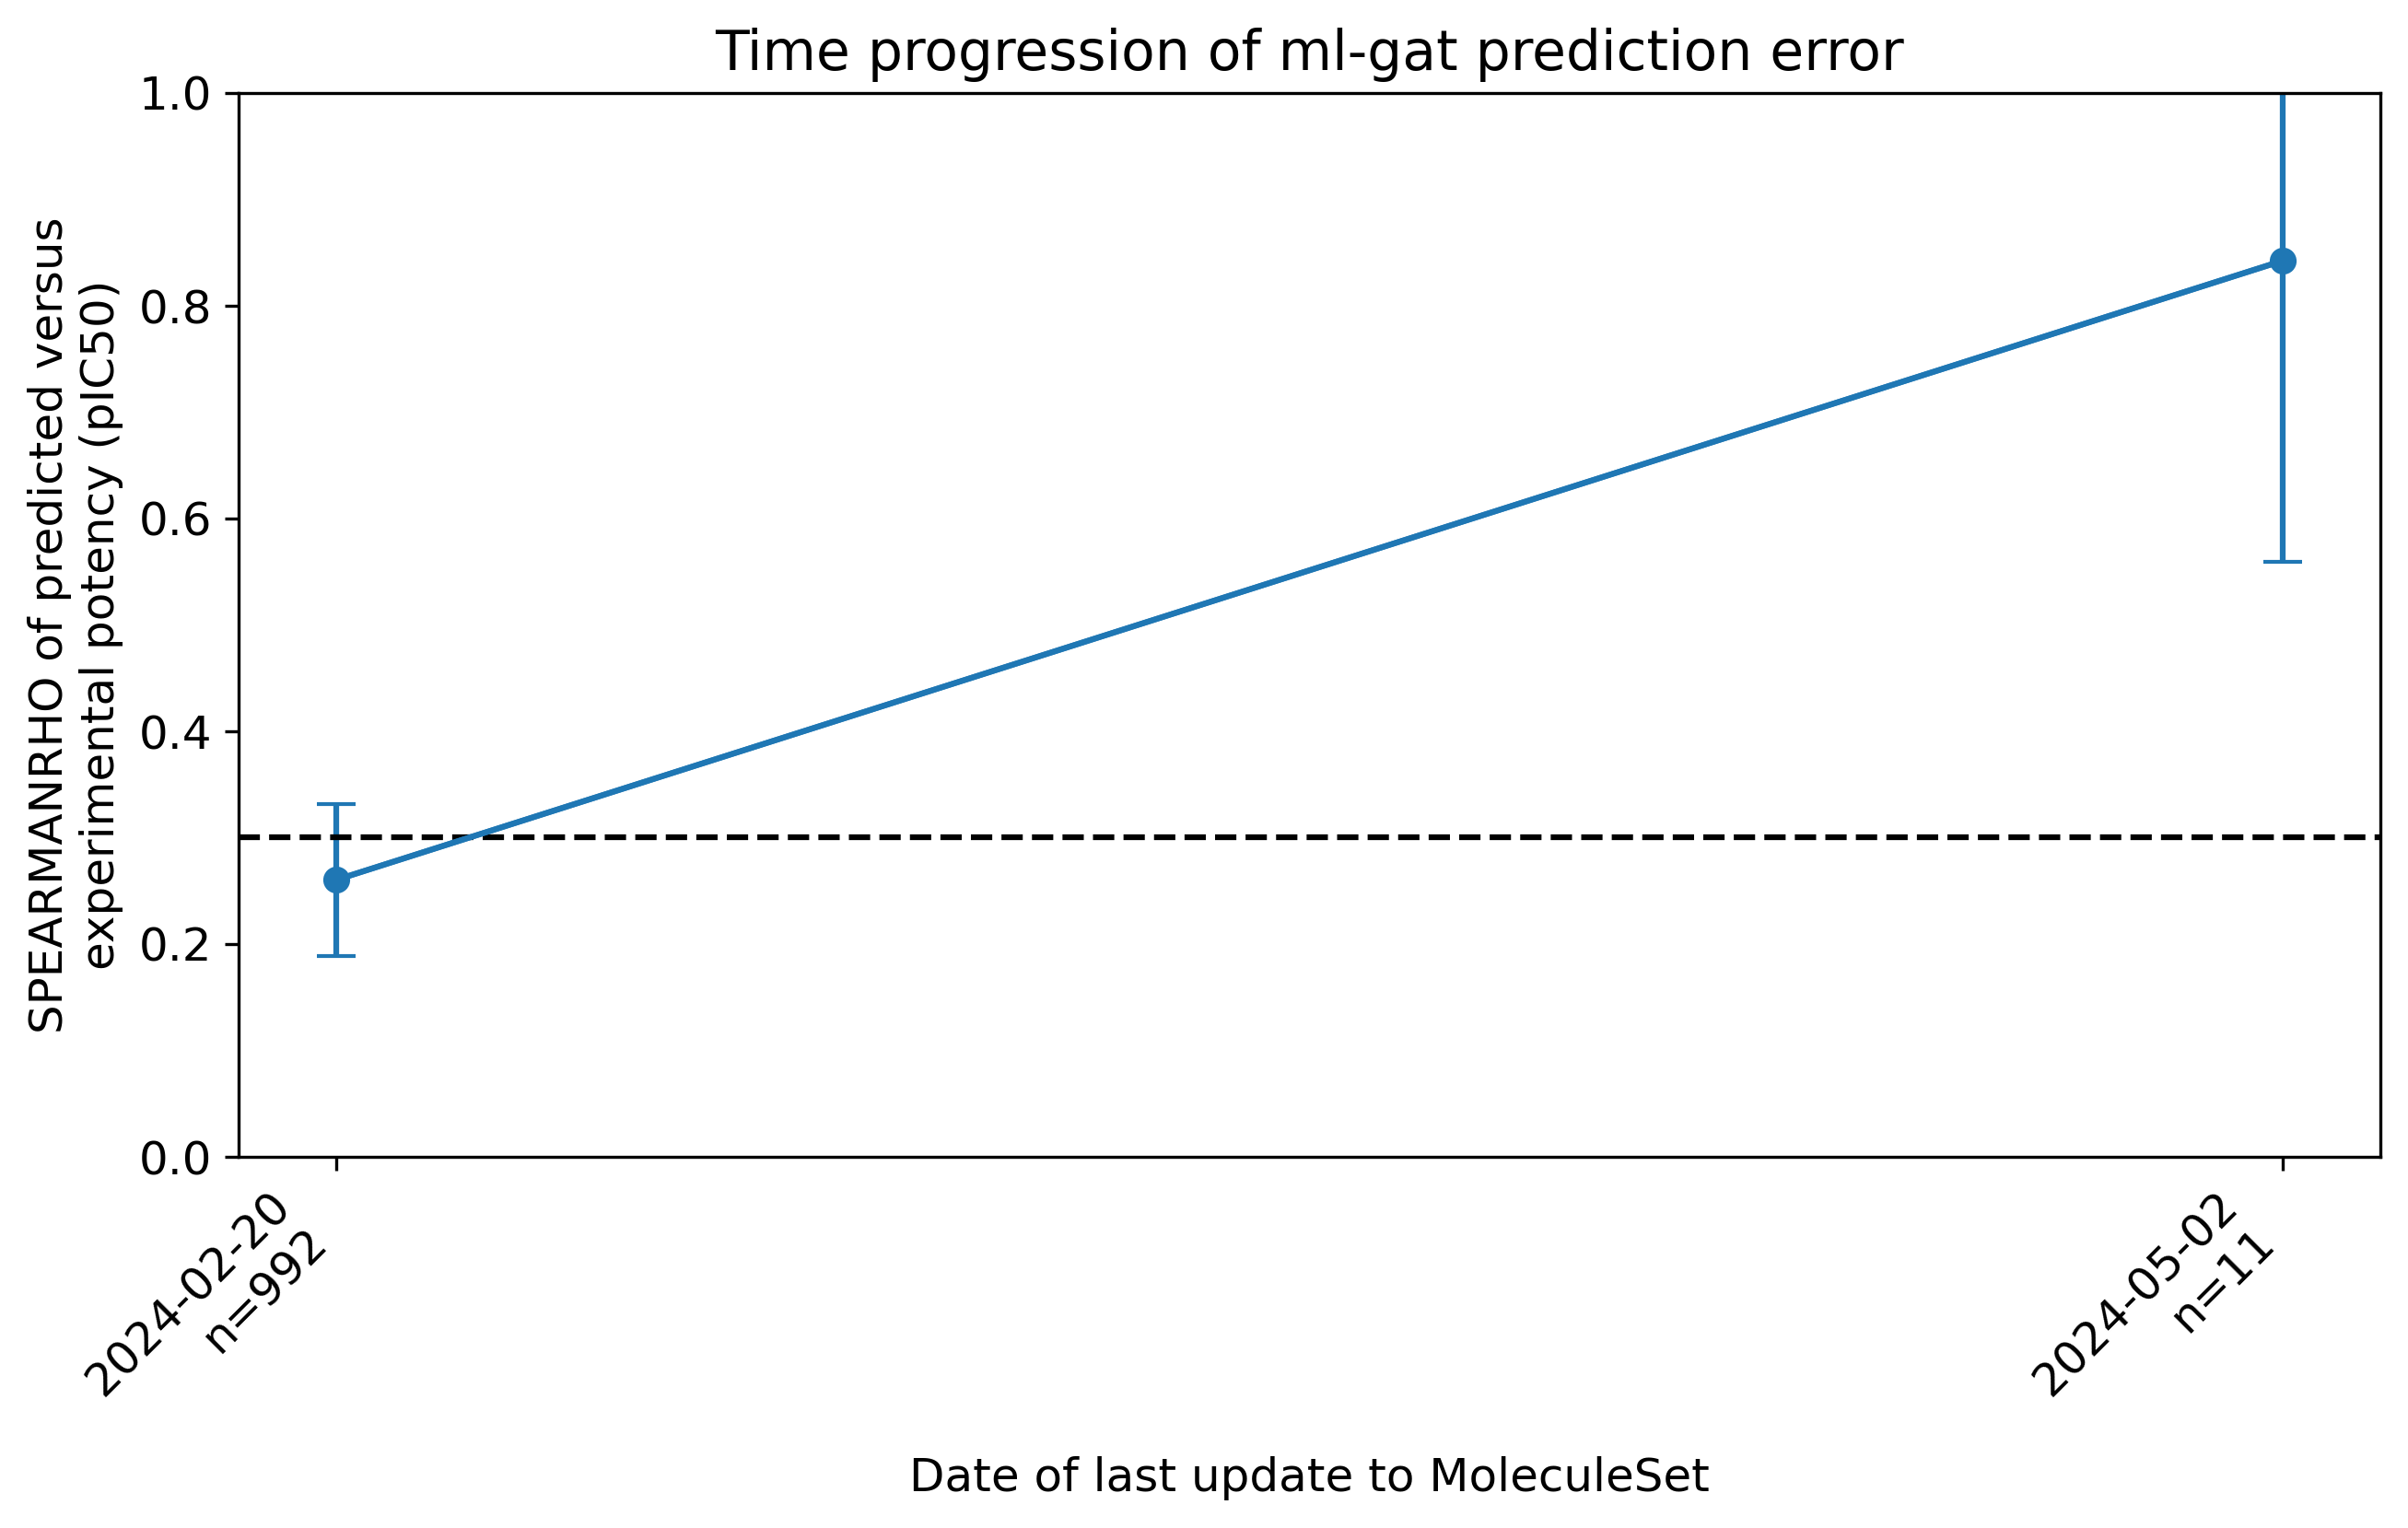 Time progression of ml-gat prediction error
SPEARMANRHO of predicted versus
experimental potency (pIC50)
1.0
0.8
0.6
0.4
0.2
0.0
2024-02-20
n=992
2024-05-02
n=11
Date of last update to MoleculeSet